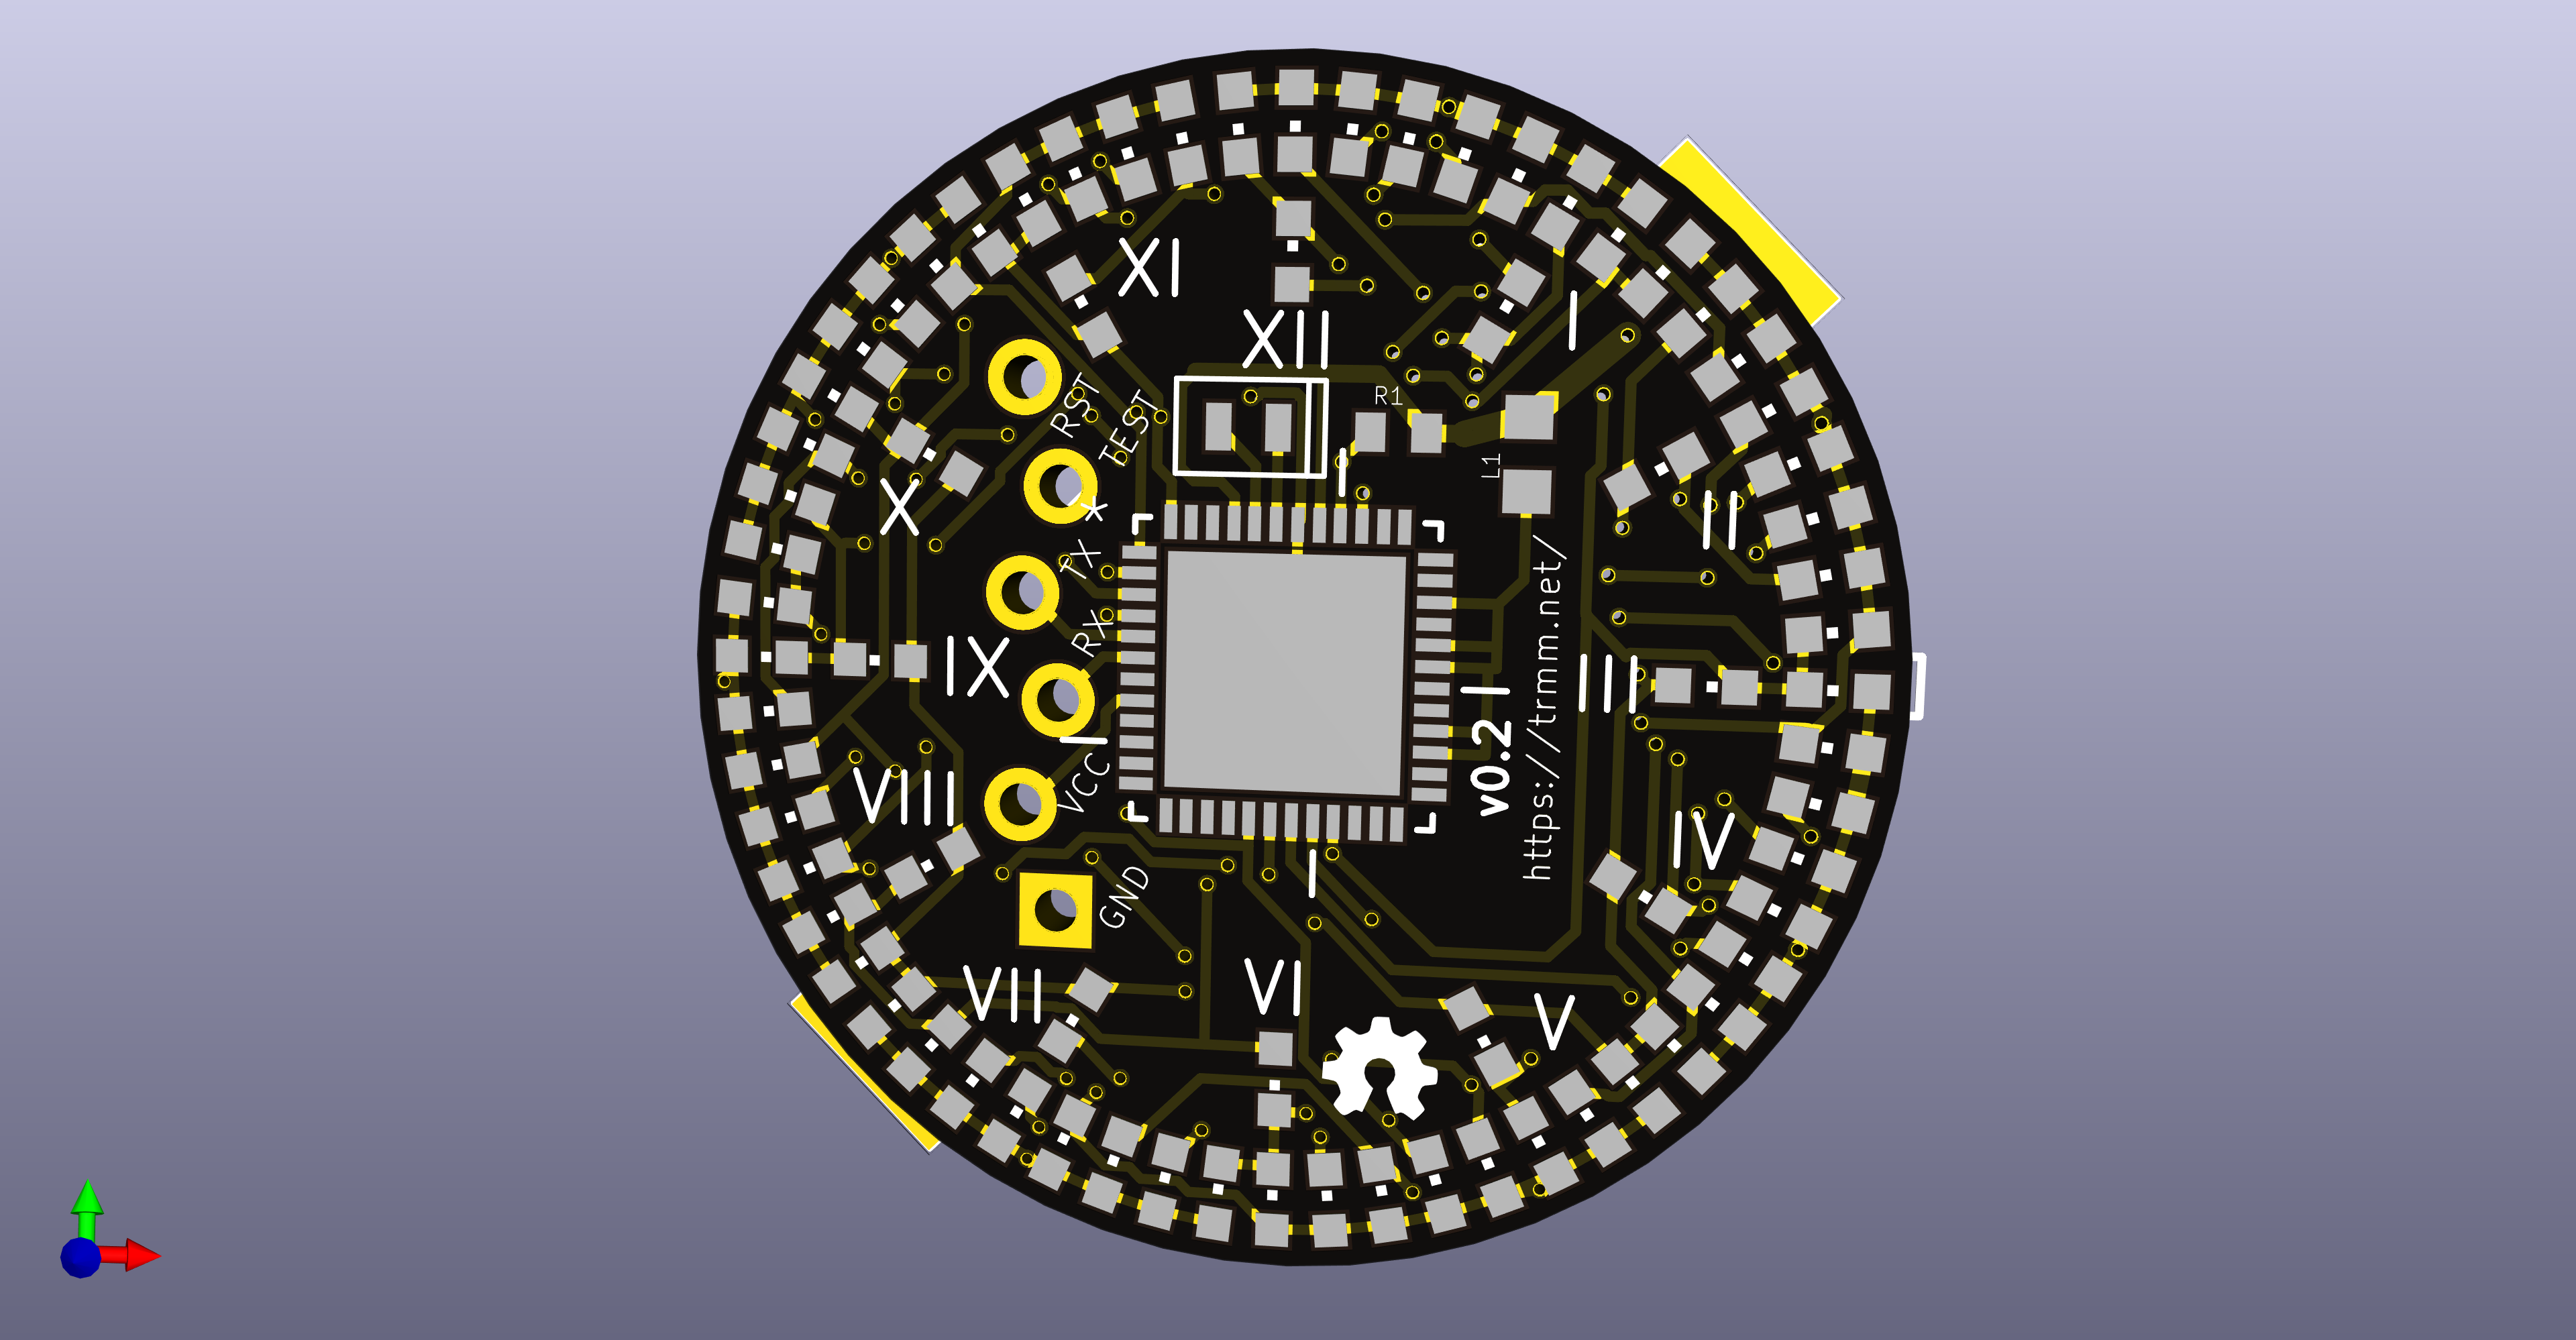 XI
XII
I
R1
RST
TEST
L1
X
*
II
TX
RX
https://trmm.net/
IX
III
v0.2
VCC
VIII
IV
GND
VII
VI
V